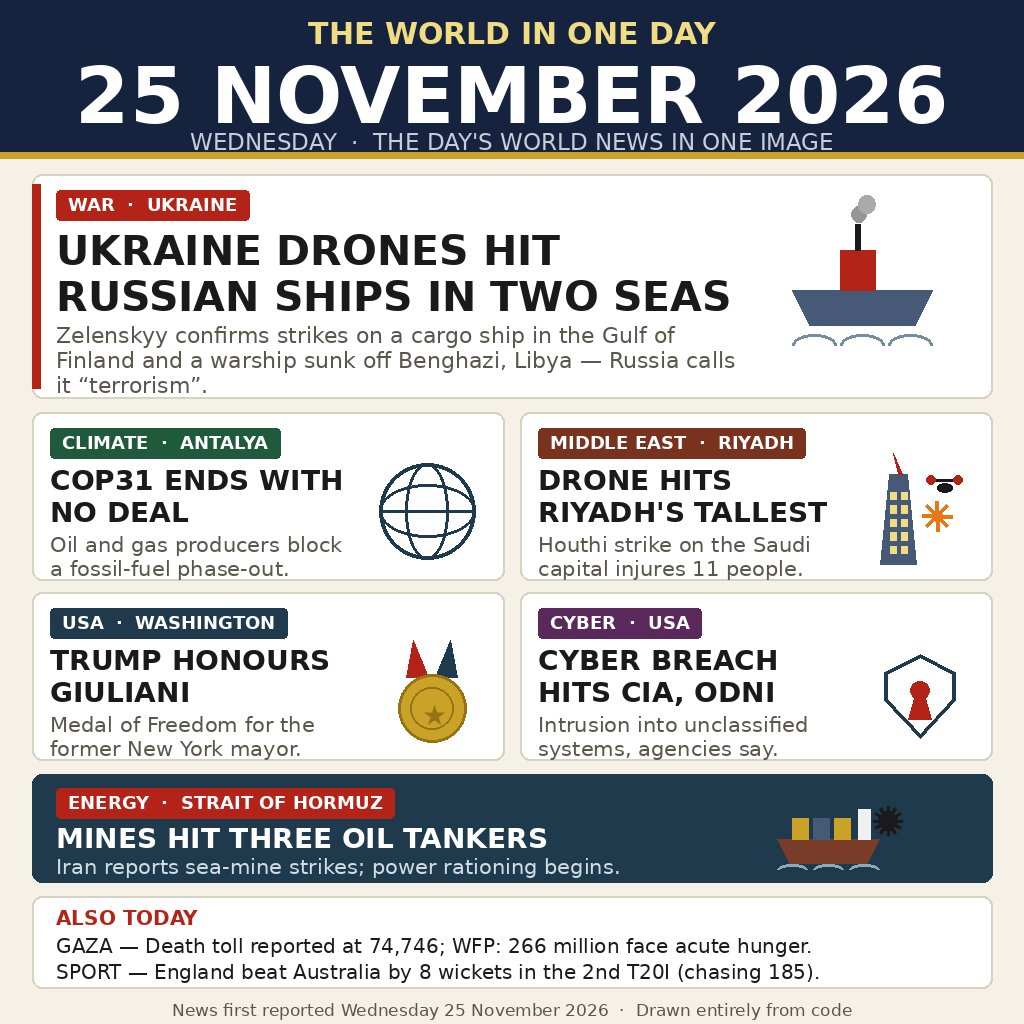 THE WORLD IN ONE DAY
25 NOVEMBER 2026
WEDNESDAY · THE DAY'S WORLD NEWS IN ONE IMAGE
WAR · UKRAINE
UKRAINE DRONES HIT
RUSSIAN SHIPS IN TWO SEAS
Zelenskyy confirms strikes on a cargo ship in the Gulf of
Finland and a warship sunk off Benghazi, Libya — Russia calls
it “terrorism”.
CLIMATE · ANTALYA
COP31 ENDS WITH
NO DEAL
Oil and gas producers block
a fossil-fuel phase-out.
MIDDLE EAST · RIYADH
DRONE HITS
RIYADH'S TALLEST
Houthi strike on the Saudi
capital injures 11 people.
USA · WASHINGTON
TRUMP HONOURS
GIULIANI
Medal of Freedom for the
former New York mayor.
CYBER · USA
CYBER BREACH
HITS CIA, ODNI
Intrusion into unclassified
systems, agencies say.
ENERGY · STRAIT OF HORMUZ
MINES HIT THREE OIL TANKERS
Iran reports sea-mine strikes; power rationing begins.
ALSO TODAY
GAZA — Death toll reported at 74,746; WFP: 266 million face acute hunger.
SPORT — England beat Australia by 8 wickets in the 2nd T20I (chasing 185).
News first reported Wednesday 25 November 2026 · Drawn entirely from code